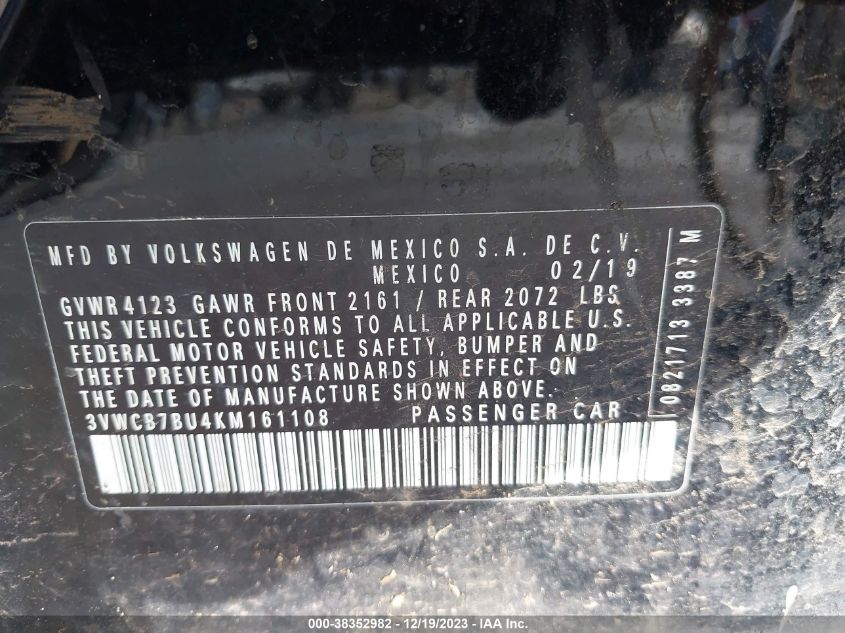 MFD BY VOLKSWAGEN DE MEXICO S.A. DE C.V.
MEXICO 02/19
GVWR 4123 GAWR FRONT 2161 / REAR 2072 LBS
THIS VEHICLE CONFORMS TO ALL APPLICABLE U.S.
FEDERAL MOTOR VEHICLE SAFETY, BUMPER AND
THEFT PREVENTION STANDARDS IN EFFECT ON
THE DATE OF MANUFACTURE SHOWN ABOVE.
3VWCB7BU4KM161108 PASSENGER CAR
0821713 3387 M
000-38352982 - 12/19/2023 - IAA Inc.